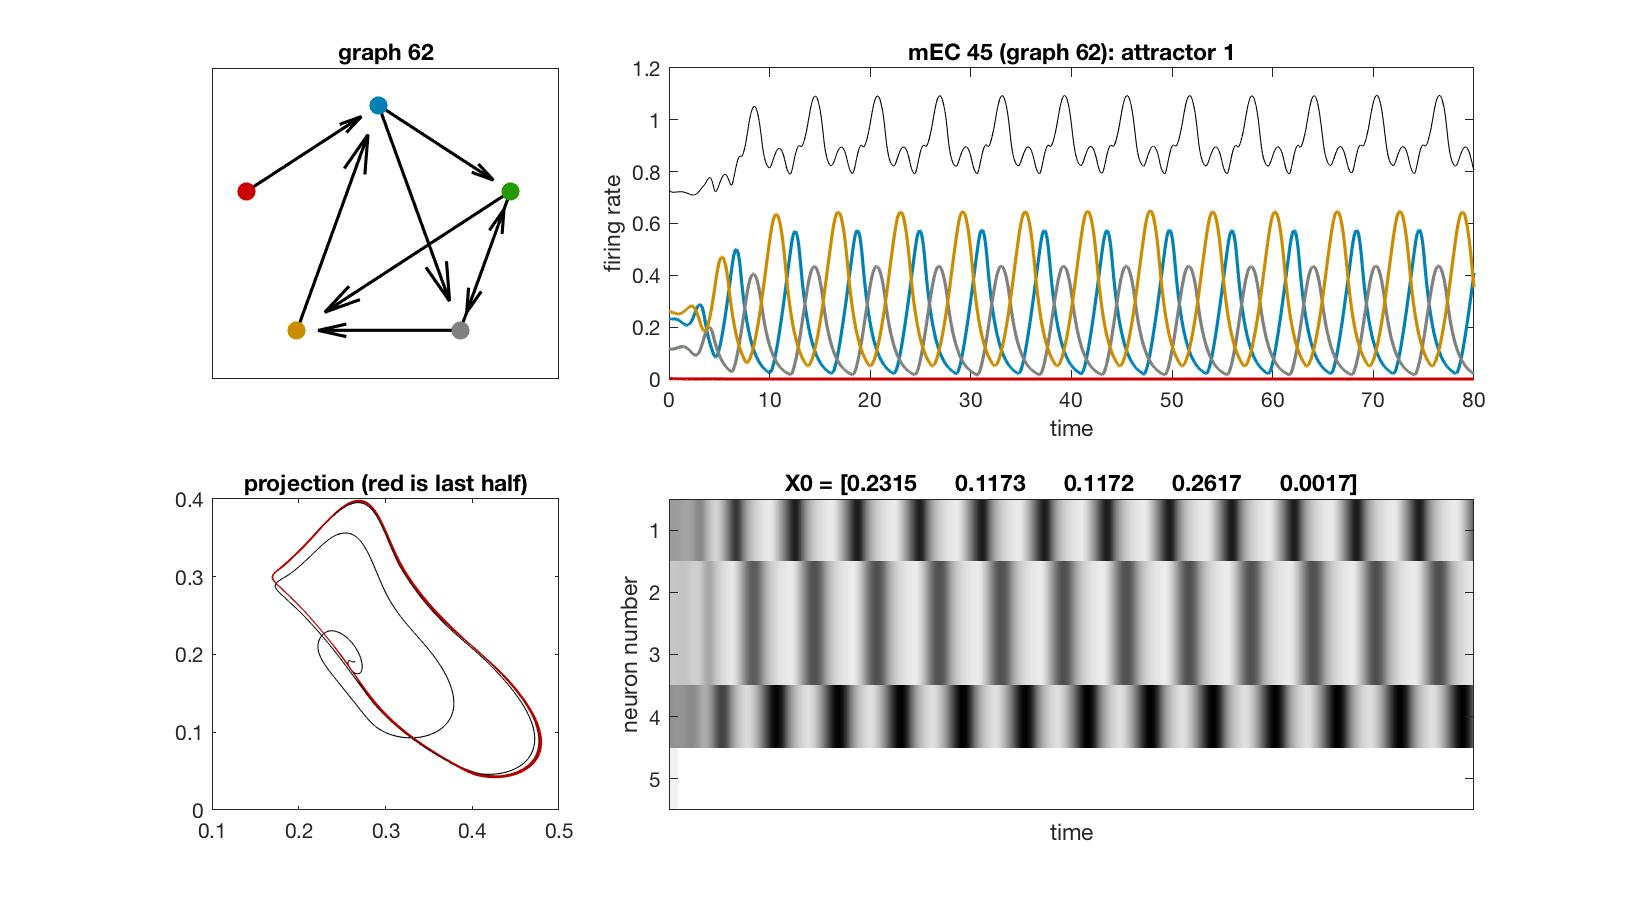 graph 62
mEC 45 (graph 62): attractor 1
1.2
1
0.8
0.6
0.4
0.2
0
firing rate
0 10 20 30 40 50 60 70 80
time
projection (red is last half)
0.4
0.3
0.2
0.1
0
0.1 0.2 0.3 0.4 0.5
X0 = [0.2315 0.1173 0.1172 0.2617 0.0017]
1
2
3
4
5
neuron number
time